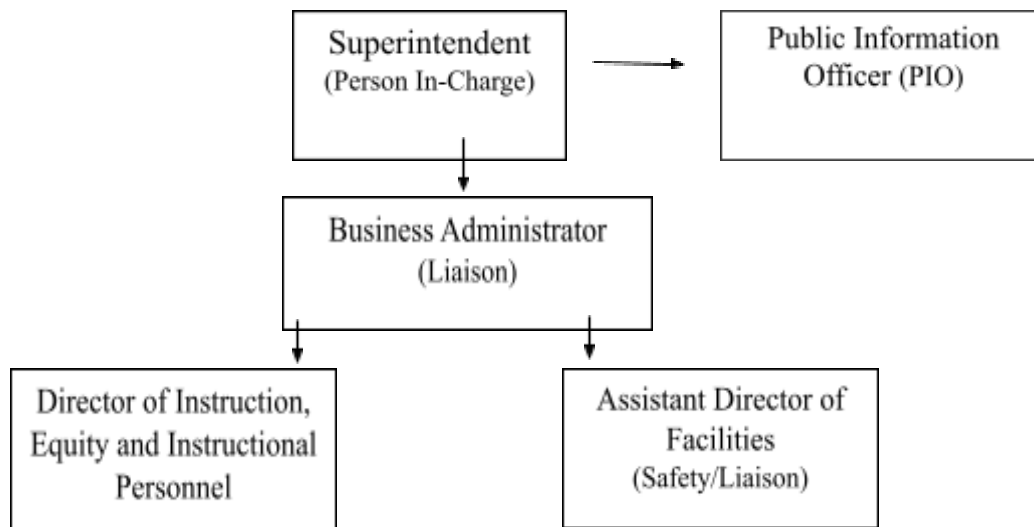 Superintendent
(Person In-Charge)
Public Information
Officer (PIO)
Business Administrator
(Liaison)
Director of Instruction,
Equity and Instructional
Personnel
Assistant Director of
Facilities
(Safety/Liaison)